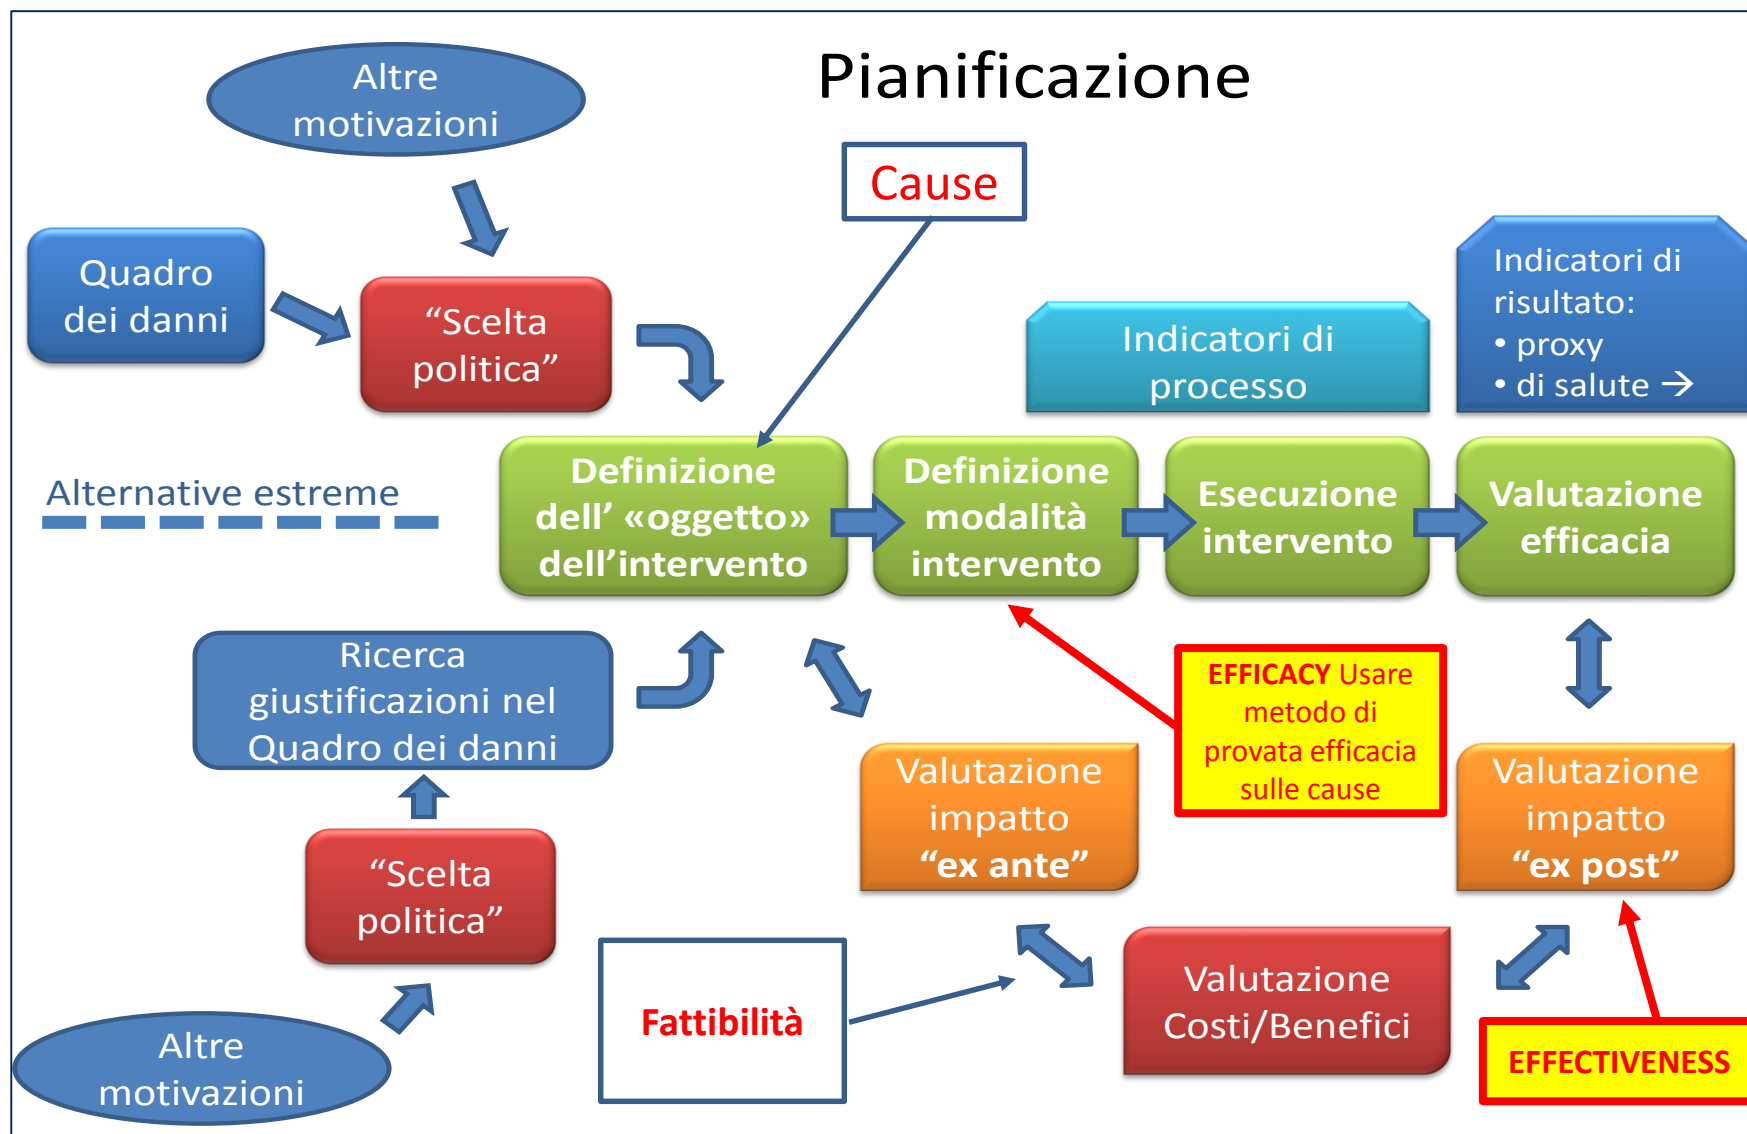 Pianificazione
Altre
motivazioni
Cause
Quadro
dei danni
“Scelta
politica”
Indicatori di
processo
Indicatori di
risultato:
• proxy
• di salute →
Alternative estreme
Definizione
dell’ «oggetto»
dell’intervento
Definizione
modalità
intervento
Esecuzione
intervento
Valutazione
efficacia
Ricerca
giustificazioni nel
Quadro dei danni
EFFICACY Usare
metodo di
provata efficacia
sulle cause
Valutazione
impatto
“ex ante”
Valutazione
impatto
“ex post”
“Scelta
politica”
Fattibilità
Valutazione
Costi/Benefici
Altre
motivazioni
EFFECTIVENESS